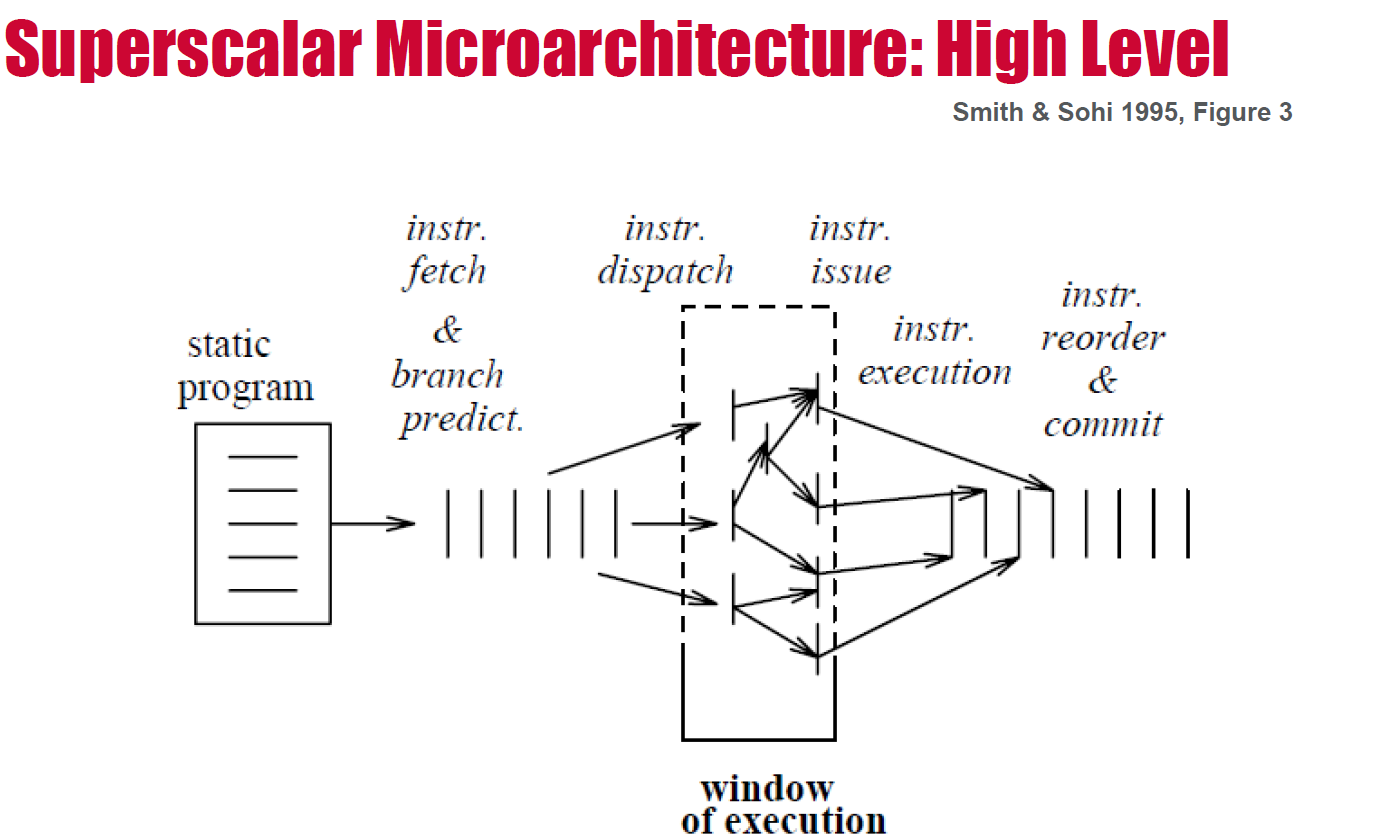 Superscalar Microarchitecture: High Level
Smith & Sohi 1995, Figure 3
static
program
instr.
fetch
&
branch
predict.
instr.
dispatch
instr.
issue
instr.
execution
instr.
reorder
&
commit
window
of execution